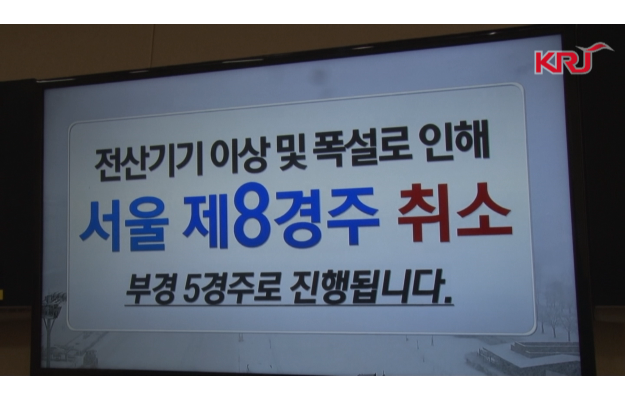 KRJ
전산기기 이상 및 폭설로 인해
서울 제8경주 취소
부경 5경주로 진행됩니다.